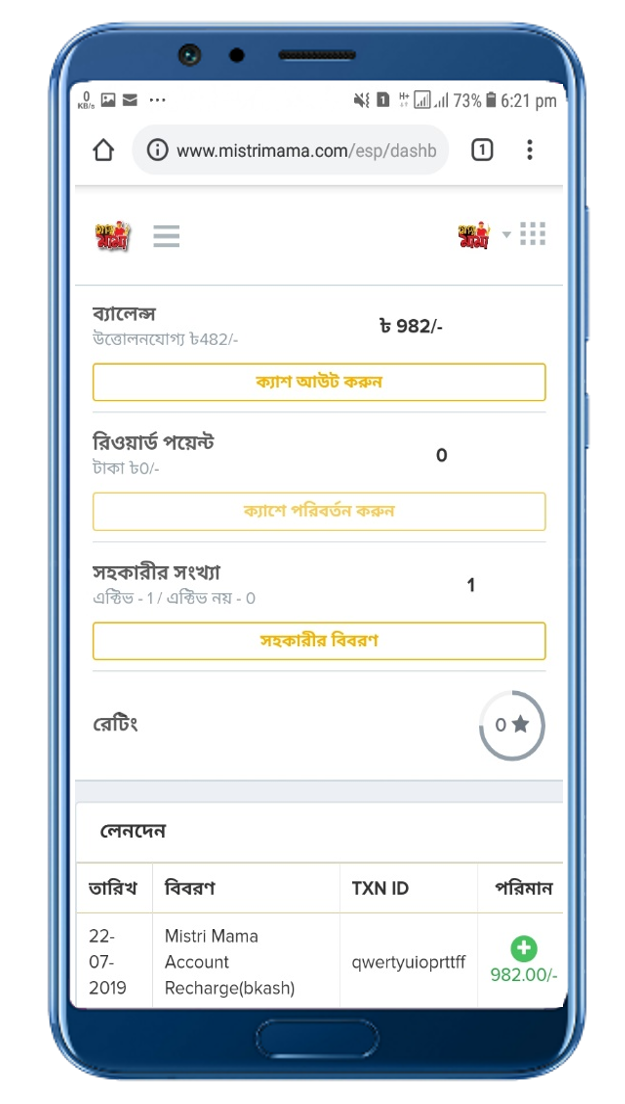 0
KB/s
73% 6:21 pm
www.mistrimama.com/esp/dashb
1
মামা
মামা
ব্যালেন্স
৳ 982/-
উত্তোলনযোগ্য ৳482/-
ক্যাশ আউট করুন
রিওয়ার্ড পয়েন্ট
0
টাকা ৳0/-
ক্যাশে পরিবর্তন করুন
সহকারীর সংখ্যা
1
এক্টিভ - 1 / এক্টিভ নয় - 0
সহকারীর বিবরণ
রেটিং
0
লেনদেন
তারিখ বিবরণ TXN ID পরিমান
22-
07-
2019
Mistri Mama
Account
Recharge(bkash)
qwertyuioprttff
982.00/-